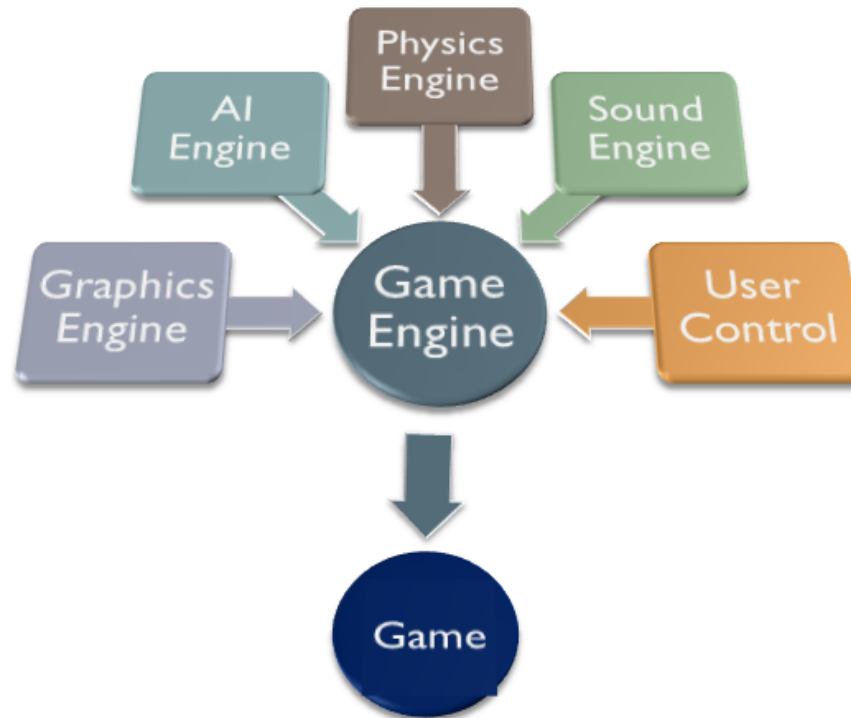 Physics
Engine
AI
Engine
Sound
Engine
Graphics
Engine
Game
Engine
User
Control
Game